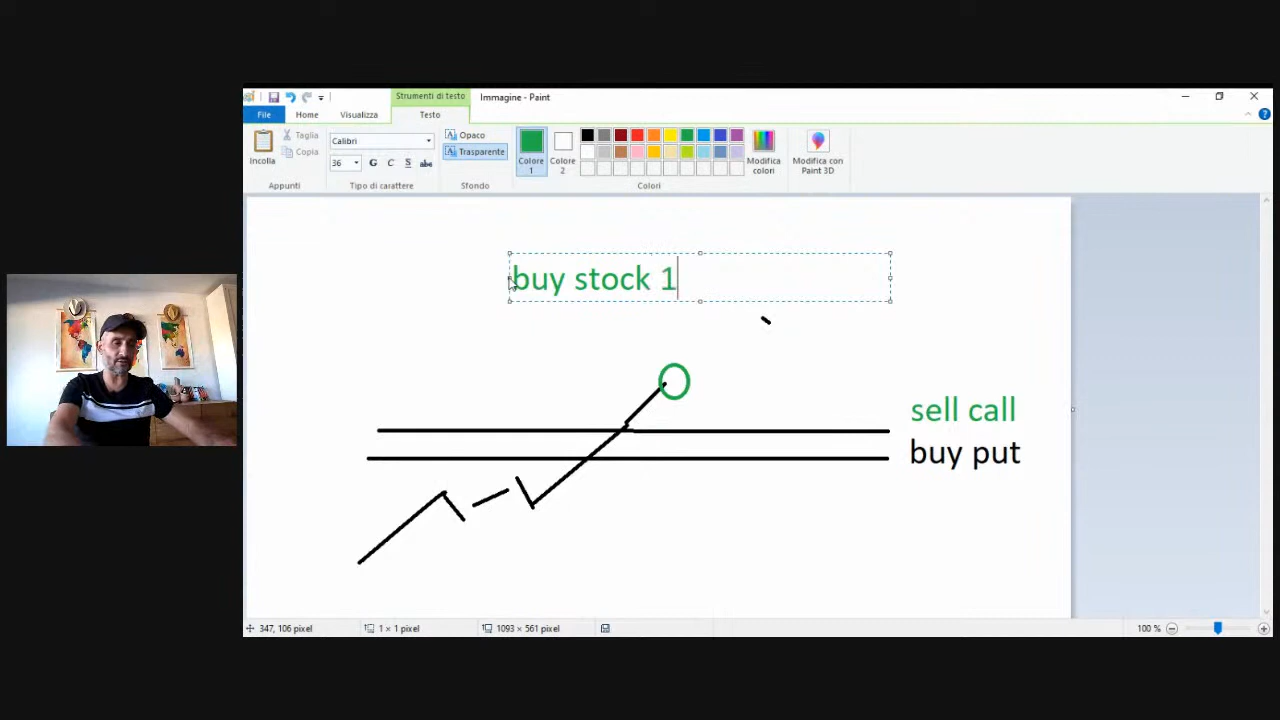 Strumenti di testo
Immagine - Paint
File
Home
Visualizza
Testo
Incolla
Taglia
Copia
Appunti
Calibri
36
G C S abc
Tipo di carattere
Opaco
Trasparente
Sfondo
Colore 1
Colore 2
Modifica colori
Colori
Modifica con Paint 3D
buy stock 1
sell call
buy put
347, 106 pixel
1 × 1 pixel
1093 × 561 pixel
100 %